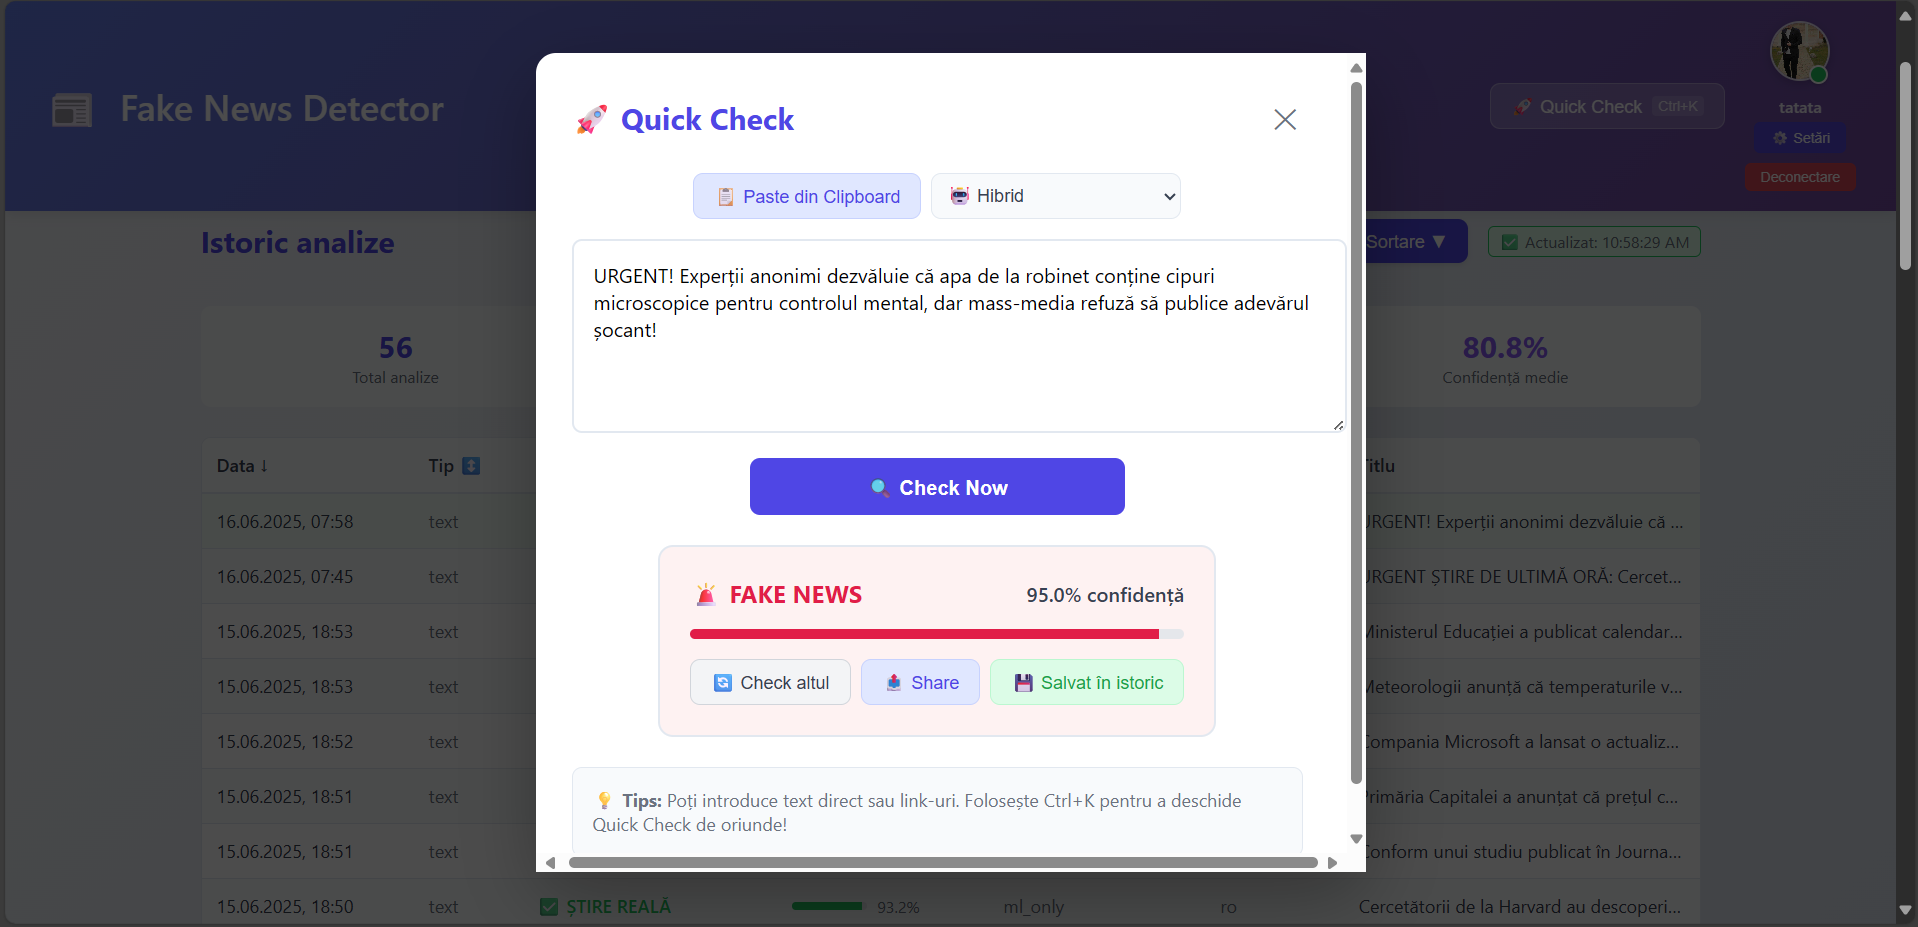 Fake News Detector
Quick Check Ctrl+K
tatata
Setări
Deconectare
Istoric analize
Sortare ▼
Actualizat: 10:58:29 AM
56
Total analize
80.8%
Confidență medie
Data ↓ Tip
16.06.2025, 07:58 text
16.06.2025, 07:45 text
15.06.2025, 18:53 text
15.06.2025, 18:53 text
15.06.2025, 18:52 text
15.06.2025, 18:51 text
15.06.2025, 18:51 text
15.06.2025, 18:50 text ȘTIRE REALĂ 93.2% ml_only ro Cercetătorii de la Harvard au descoperi...
Quick Check
Paste din Clipboard
Hibrid
URGENT! Experții anonimi dezvăluie că apa de la robinet conține cipuri
microscopice pentru controlul mental, dar mass-media refuză să publice adevărul
șocant!
Check Now
FAKE NEWS 95.0% confidență
Check altul Share Salvat în istoric
Tips: Poți introduce text direct sau link-uri. Folosește Ctrl+K pentru a deschide
Quick Check de oriunde!
Titlu
URGENT! Experții anonimi dezvăluie că ...
URGENT ȘTIRE DE ULTIMĂ ORĂ: Cercet...
Ministerul Educației a publicat calendar...
Meteorologii anunță că temperaturile v...
Compania Microsoft a lansat o actualiz...
Primăria Capitalei a anunțat că prețul c...
Conform unui studiu publicat în Journa...